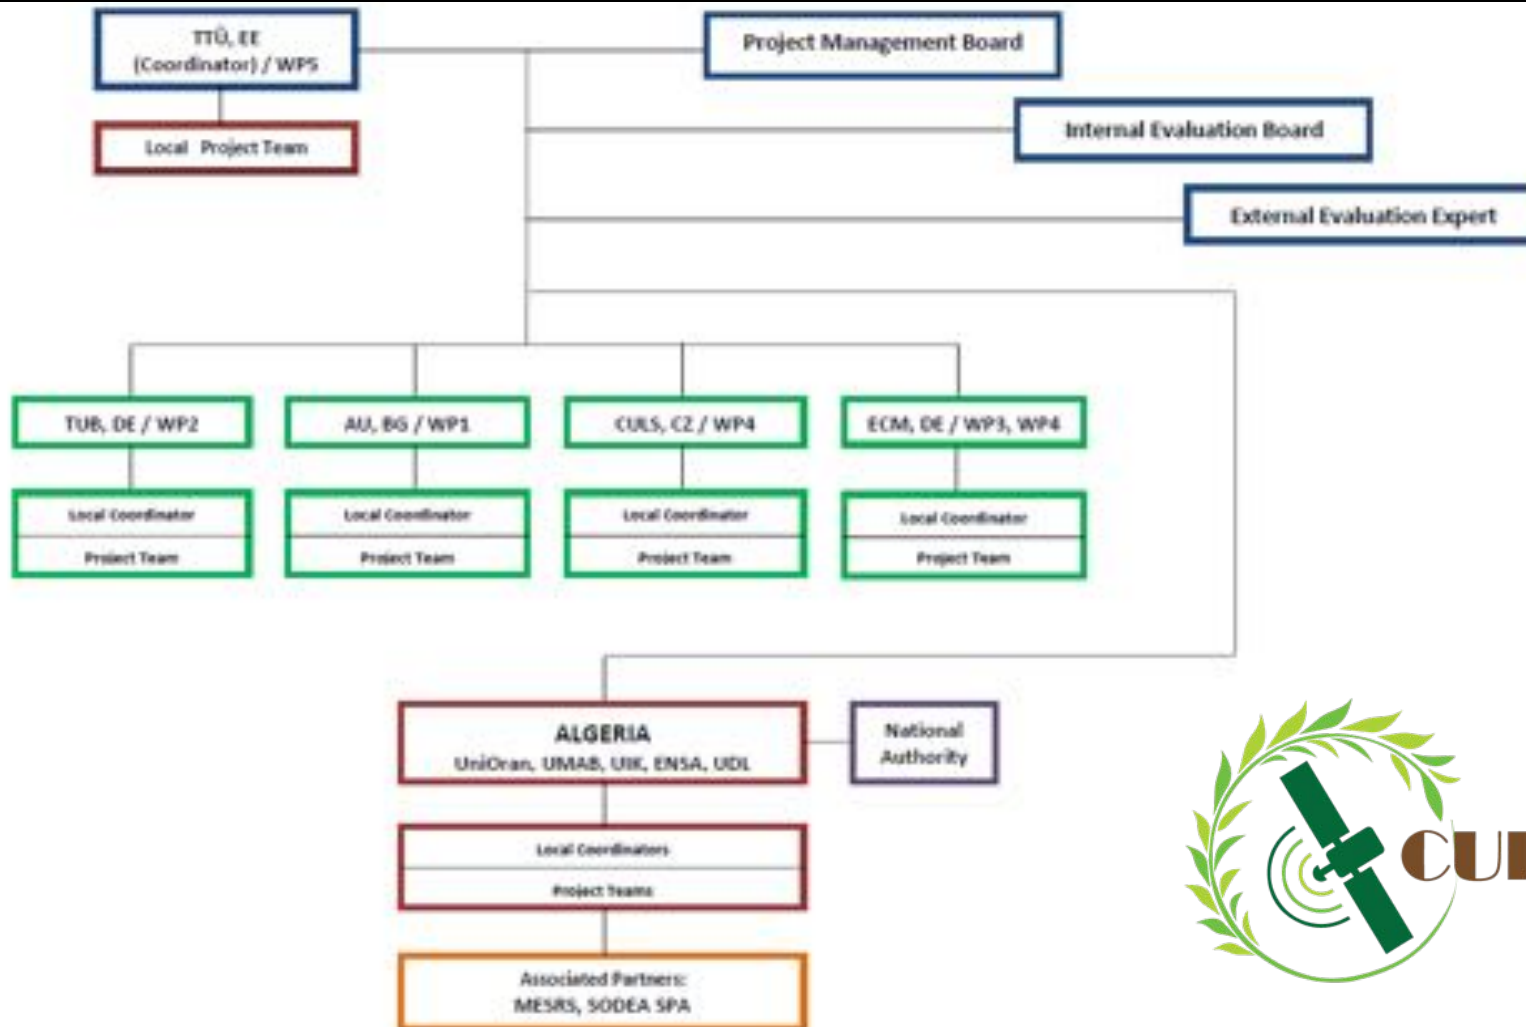 TTÜ, EE
(Coordinator) / WP5
Project Management Board
Local Project Team
Internal Evaluation Board
External Evaluation Expert
TUB, DE / WP2
AU, BG / WP1
CULS, CZ / WP4
ECM, DE / WP3, WP4
Local Coordinator
Project Team
Local Coordinator
Project Team
Local Coordinator
Project Team
Local Coordinator
Project Team
ALGERIA
UniOran, UMAB, UIK, ENSA, UDL
National
Authority
Local Coordinators
Project Teams
Associated Partners:
MESRS, SODEA SPA